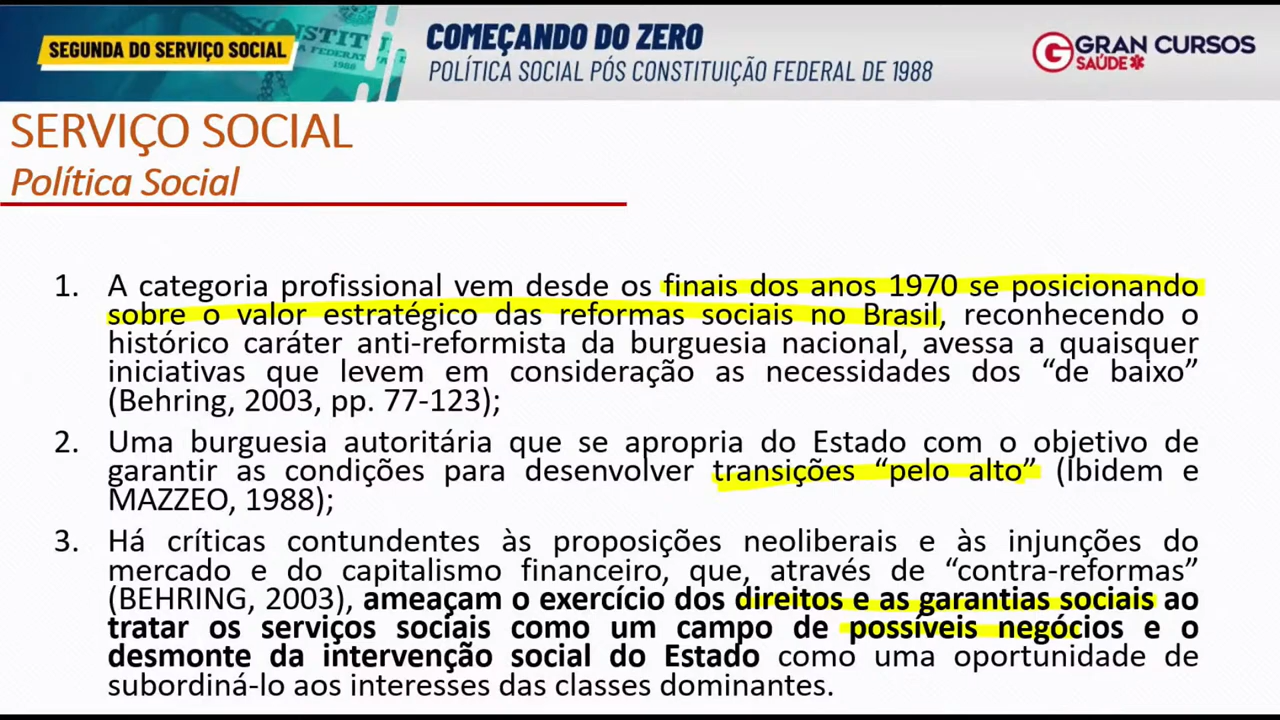 SEGUNDA DO SERVIÇO SOCIAL
CONSTIT
FEDERAT
1988
COMEÇANDO DO ZERO
POLÍTICA SOCIAL PÓS CONSTITUIÇÃO FEDERAL DE 1988
G GRAN CURSOS
SAÚDE
SERVIÇO SOCIAL
Política Social
1. A categoria profissional vem desde os finais dos anos 1970 se posicionando
sobre o valor estratégico das reformas sociais no Brasil, reconhecendo o
histórico caráter anti-reformista da burguesia nacional, avessa a quaisquer
iniciativas que levem em consideração as necessidades dos “de baixo”
(Behring, 2003, pp. 77-123);
2. Uma burguesia autoritária que se apropria do Estado com o objetivo de
garantir as condições para desenvolver transições “pelo alto” (Ibidem e
MAZZEO, 1988);
3. Há críticas contundentes às proposições neoliberais e às injunções do
mercado e do capitalismo financeiro, que, através de “contra-reformas”
(BEHRING, 2003), ameaçam o exercício dos direitos e as garantias sociais ao
tratar os serviços sociais como um campo de possíveis negócios e o
desmonte da intervenção social do Estado como uma oportunidade de
subordiná-lo aos interesses das classes dominantes.